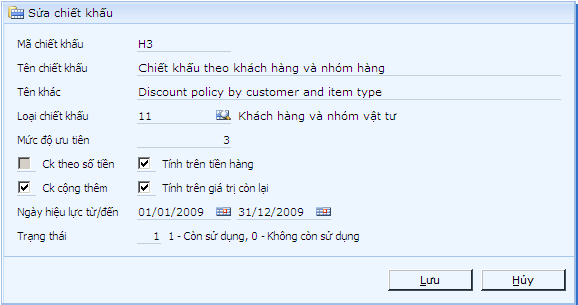 Sửa chiết khấu
Mã chiết khấu H3
Tên chiết khấu Chiết khấu theo khách hàng và nhóm hàng
Tên khác Discount policy by customer and item type
Loại chiết khấu 11 Khách hàng và nhóm vật tư
Mức độ ưu tiên 3
Ck theo số tiền Tính trên tiền hàng
Ck cộng thêm Tính trên giá trị còn lại
Ngày hiệu lực từ/đến 01/01/2009 31/12/2009
Trạng thái 1 1 - Còn sử dụng, 0 - Không còn sử dụng
Lưu Hủy